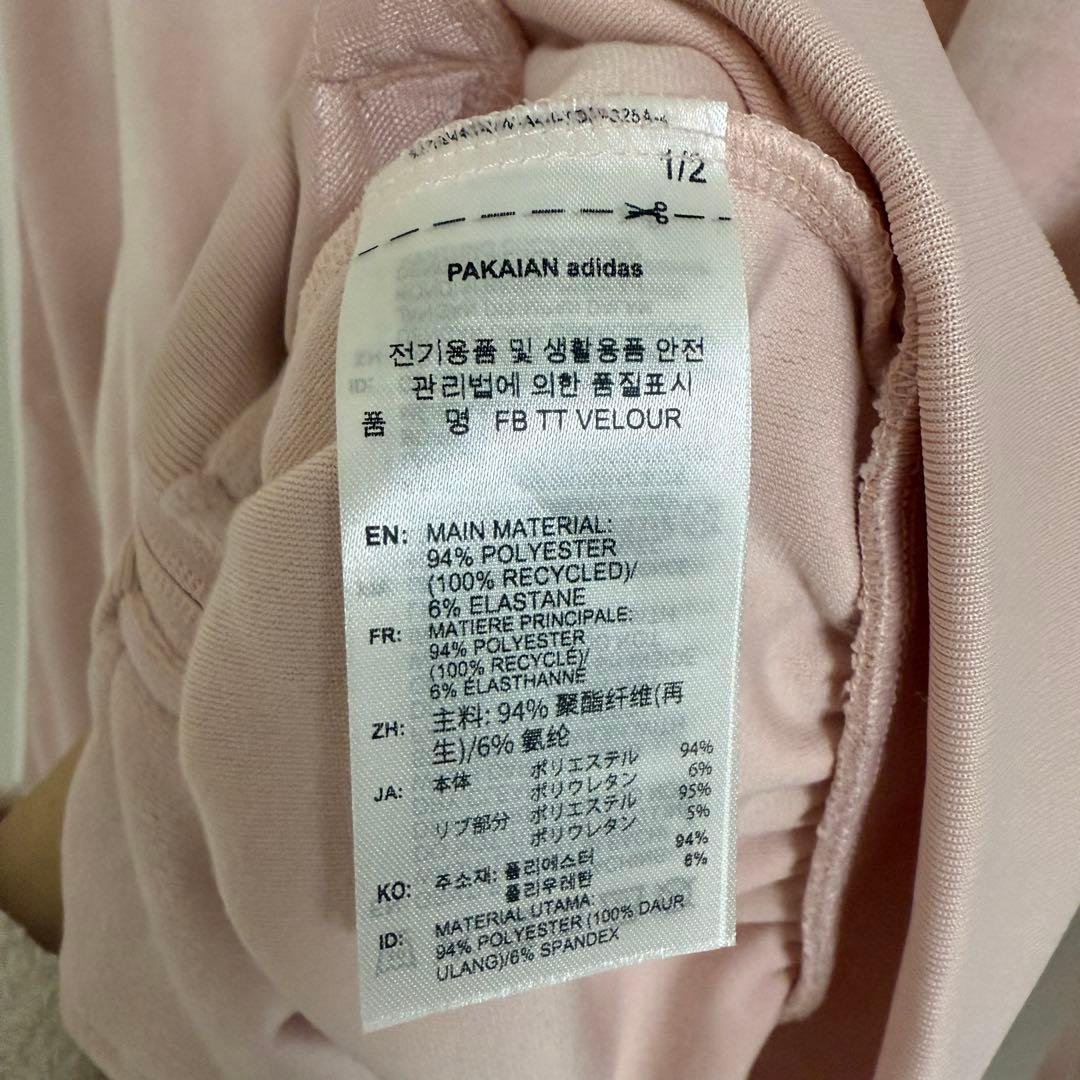 1/2
PAKAIAN adidas
전기용품 및 생활용품 안전
관리법에 의한 품질표시
품 명 FB TT VELOUR
EN: MAIN MATERIAL:
94% POLYESTER
(100% RECYCLED)/
6% ELASTANE
FR: MATIERE PRINCIPALE:
94% POLYESTER
(100% RECYCLÉ)/
6% ÉLASTHANNE
ZH: 主料: 94% 聚酯纤维(再
生)/6% 氨纶
JA: 本体 ポリエステル 94%
ポリウレタン 6%
リブ部分 ポリエステル 95%
ポリウレタン 5%
KO: 주소재: 폴리에스터 94%
폴리우레탄 6%
ID: MATERIAL UTAMA:
94% POLYESTER (100% DAUR
ULANG)/6% SPANDEX